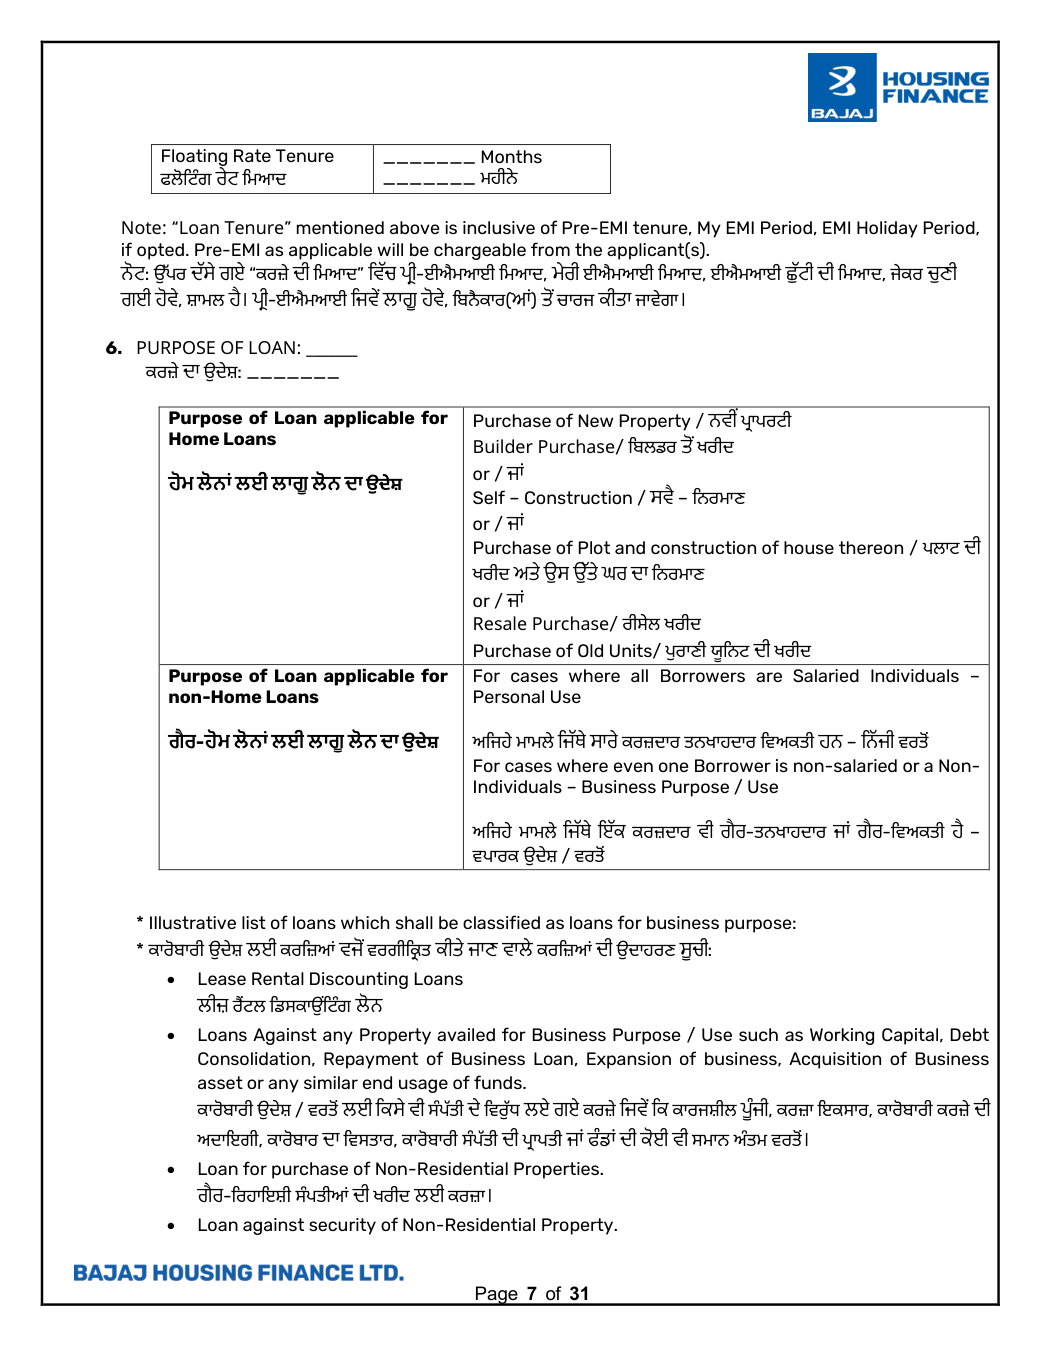 BAJAJ
HOUSING
FINANCE
Floating Rate Tenure
ਫਲੋਟਿੰਗ ਰੇਟ ਮਿਆਦ
_______ Months
_______ ਮਹੀਨੇ
Note: “Loan Tenure” mentioned above is inclusive of Pre-EMI tenure, My EMI Period, EMI Holiday Period,
if opted. Pre-EMI as applicable will be chargeable from the applicant(s).
ਨੋਟ: ਉੱਪਰ ਦੱਸੇ ਗਏ “ਕਰਜ਼ੇ ਦੀ ਮਿਆਦ” ਵਿੱਚ ਪ੍ਰੀ-ਈਐਮਆਈ ਮਿਆਦ, ਮੇਰੀ ਈਐਮਆਈ ਮਿਆਦ, ਈਐਮਆਈ ਛੁੱਟੀ ਦੀ ਮਿਆਦ, ਜੇਕਰ ਚੁਣੀ
ਗਈ ਹੋਵੇ, ਸ਼ਾਮਲ ਹੈ। ਪ੍ਰੀ-ਈਐਮਆਈ ਜਿਵੇਂ ਲਾਗੂ ਹੋਵੇ, ਬਿਨੈਕਾਰ(ਆਂ) ਤੋਂ ਚਾਰਜ ਕੀਤਾ ਜਾਵੇਗਾ।
6. PURPOSE OF LOAN: ______
ਕਰਜ਼ੇ ਦਾ ਉਦੇਸ਼: _______
Purpose of Loan applicable for
Home Loans
ਹੋਮ ਲੋਨਾਂ ਲਈ ਲਾਗੂ ਲੋਨ ਦਾ ਉਦੇਸ਼
Purchase of New Property / ਨਵੀਂ ਪ੍ਰਾਪਰਟੀ
Builder Purchase/ ਬਿਲਡਰ ਤੋਂ ਖਰੀਦ
or / ਜਾਂ
Self – Construction / ਸਵੈ – ਨਿਰਮਾਣ
or / ਜਾਂ
Purchase of Plot and construction of house thereon / ਪਲਾਟ ਦੀ
ਖਰੀਦ ਅਤੇ ਉਸ ਉੱਤੇ ਘਰ ਦਾ ਨਿਰਮਾਣ
or / ਜਾਂ
Resale Purchase/ ਰੀਸੇਲ ਖਰੀਦ
Purchase of Old Units/ ਪੁਰਾਣੀ ਯੂਨਿਟ ਦੀ ਖਰੀਦ
Purpose of Loan applicable for
non-Home Loans
ਗੈਰ-ਹੋਮ ਲੋਨਾਂ ਲਈ ਲਾਗੂ ਲੋਨ ਦਾ ਉਦੇਸ਼
For cases where all Borrowers are Salaried Individuals –
Personal Use
ਅਜਿਹੇ ਮਾਮਲੇ ਜਿੱਥੇ ਸਾਰੇ ਕਰਜ਼ਦਾਰ ਤਨਖਾਹਦਾਰ ਵਿਅਕਤੀ ਹਨ – ਨਿੱਜੀ ਵਰਤੋਂ
For cases where even one Borrower is non-salaried or a Non-
Individuals – Business Purpose / Use
ਅਜਿਹੇ ਮਾਮਲੇ ਜਿੱਥੇ ਇੱਕ ਕਰਜ਼ਦਾਰ ਵੀ ਗੈਰ-ਤਨਖਾਹਦਾਰ ਜਾਂ ਗੈਰ-ਵਿਅਕਤੀ ਹੈ –
ਵਪਾਰਕ ਉਦੇਸ਼ / ਵਰਤੋਂ
* Illustrative list of loans which shall be classified as loans for business purpose:
* ਕਾਰੋਬਾਰੀ ਉਦੇਸ਼ ਲਈ ਕਰਜ਼ਿਆਂ ਵਜੋਂ ਵਰਗੀਕ੍ਰਿਤ ਕੀਤੇ ਜਾਣ ਵਾਲੇ ਕਰਜ਼ਿਆਂ ਦੀ ਉਦਾਹਰਣ ਸੂਚੀ:
• Lease Rental Discounting Loans
ਲੀਜ਼ ਰੈਂਟਲ ਡਿਸਕਾਉਂਟਿੰਗ ਲੋਨ
• Loans Against any Property availed for Business Purpose / Use such as Working Capital, Debt
Consolidation, Repayment of Business Loan, Expansion of business, Acquisition of Business
asset or any similar end usage of funds.
ਕਾਰੋਬਾਰੀ ਉਦੇਸ਼ / ਵਰਤੋਂ ਲਈ ਕਿਸੇ ਵੀ ਸੰਪੱਤੀ ਦੇ ਵਿਰੁੱਧ ਲਏ ਗਏ ਕਰਜ਼ੇ ਜਿਵੇਂ ਕਿ ਕਾਰਜਸ਼ੀਲ ਪੂੰਜੀ, ਕਰਜ਼ਾ ਇਕਸਾਰ, ਕਾਰੋਬਾਰੀ ਕਰਜ਼ੇ ਦੀ
ਅਦਾਇਗੀ, ਕਾਰੋਬਾਰ ਦਾ ਵਿਸਤਾਰ, ਕਾਰੋਬਾਰੀ ਸੰਪੱਤੀ ਦੀ ਪ੍ਰਾਪਤੀ ਜਾਂ ਫੰਡਾਂ ਦੀ ਕੋਈ ਵੀ ਸਮਾਨ ਅੰਤਮ ਵਰਤੋਂ।
• Loan for purchase of Non-Residential Properties.
ਗੈਰ-ਰਿਹਾਇਸ਼ੀ ਸੰਪਤੀਆਂ ਦੀ ਖਰੀਦ ਲਈ ਕਰਜ਼ਾ।
• Loan against security of Non-Residential Property.
BAJAJ HOUSING FINANCE LTD.
Page 7 of 31